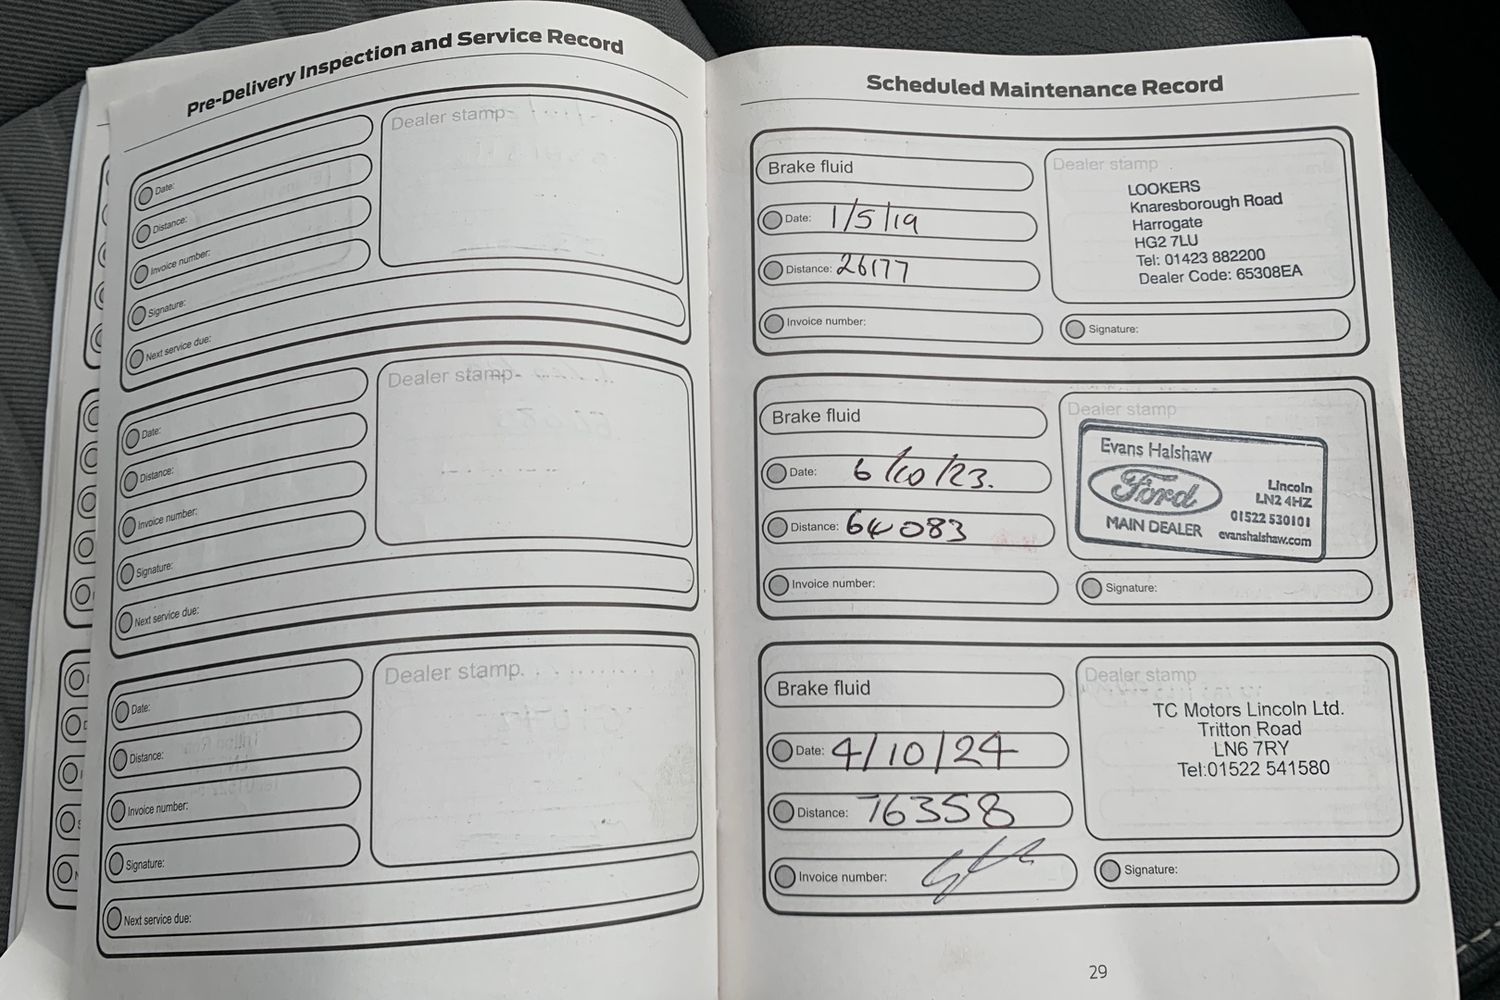 Pre-Delivery Inspection and Service Record
Dealer stamp
Date:
Distance:
Invoice number:
Signature:
Next service due:
Dealer stamp
Date:
Distance:
Invoice number:
Signature:
Next service due:
Dealer stamp
Date:
Distance:
Invoice number:
Signature:
Next service due:
Scheduled Maintenance Record
Brake fluid
Date: 1/5/19
Distance: 26177
Invoice number:
Dealer stamp
LOOKERS
Knaresborough Road
Harrogate
HG2 7LU
Tel: 01423 882200
Dealer Code: 65308EA
Signature:
Brake fluid
Date: 6/10/23.
Distance: 64083
Invoice number:
Dealer stamp
Evans Halshaw
Ford
MAIN DEALER
Lincoln
LN2 4HZ
01522 530101
evanshalshaw.com
Signature:
Brake fluid
Date: 4/10/24
Distance: 76358
Invoice number:
Dealer stamp
TC Motors Lincoln Ltd.
Tritton Road
LN6 7RY
Tel:01522 541580
Signature:
29